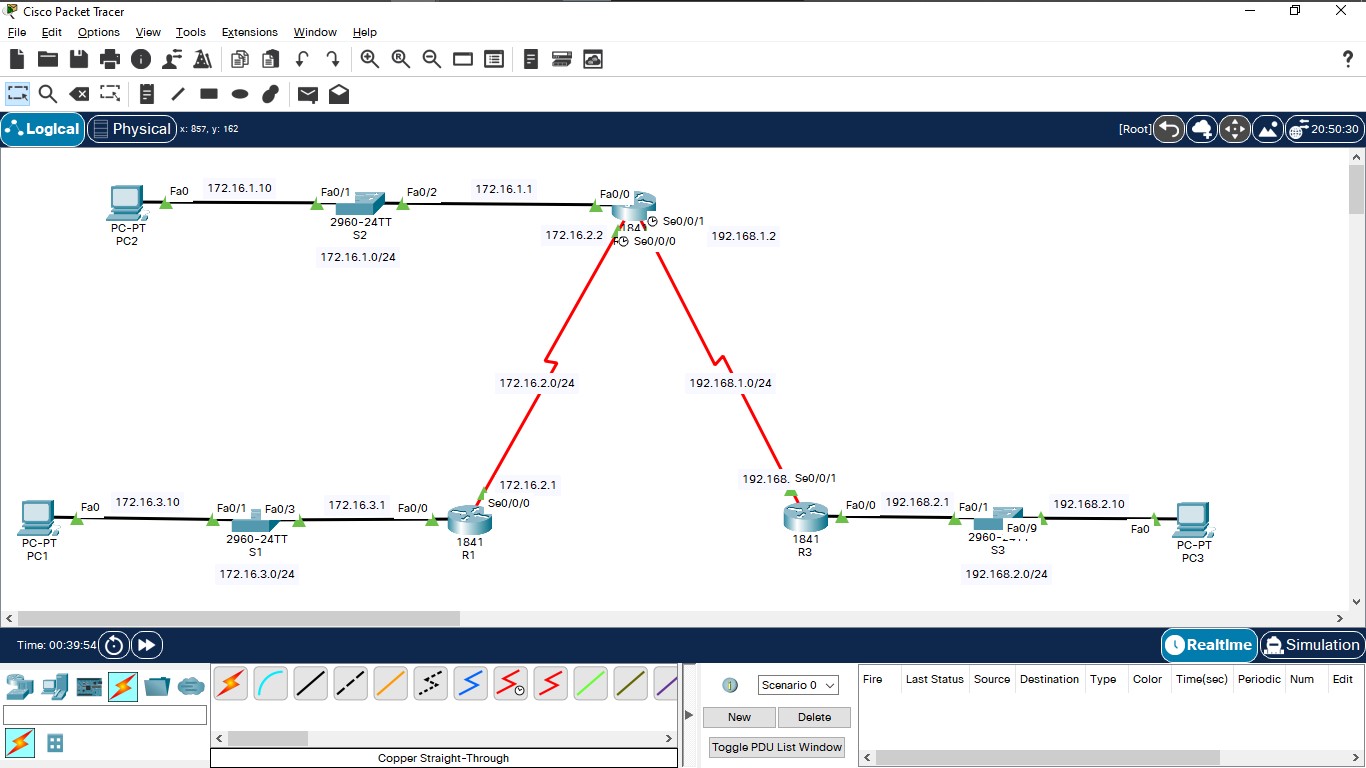 Cisco Packet Tracer
File Edit Options View Tools Extensions Window Help
?
Logical Physical x: 857, y: 162 [Root] 20:50:30
Fa0 172.16.1.10 Fa0/1 Fa0/2 172.16.1.1 Fa0/0
PC-PT
PC2
2960-24TT
S2
172.16.1.0/24
Se0/0/1
172.16.2.2 Se0/0/0 192.168.1.2
172.16.2.0/24 192.168.1.0/24
172.16.2.1
Se0/0/0
192.168. Se0/0/1
Fa0 172.16.3.10 Fa0/1 Fa0/3 172.16.3.1 Fa0/0
PC-PT
PC1
2960-24TT
S1
172.16.3.0/24
1841
R1
1841
R3
Fa0/0 192.168.2.1 Fa0/1 Fa0/9 192.168.2.10 Fa0
S3
192.168.2.0/24
PC-PT
PC3
Time: 00:39:54 Realtime Simulation
Scenario 0
New Delete
Toggle PDU List Window
Fire Last Status Source Destination Type Color Time(sec) Periodic Num Edit
Copper Straight-Through